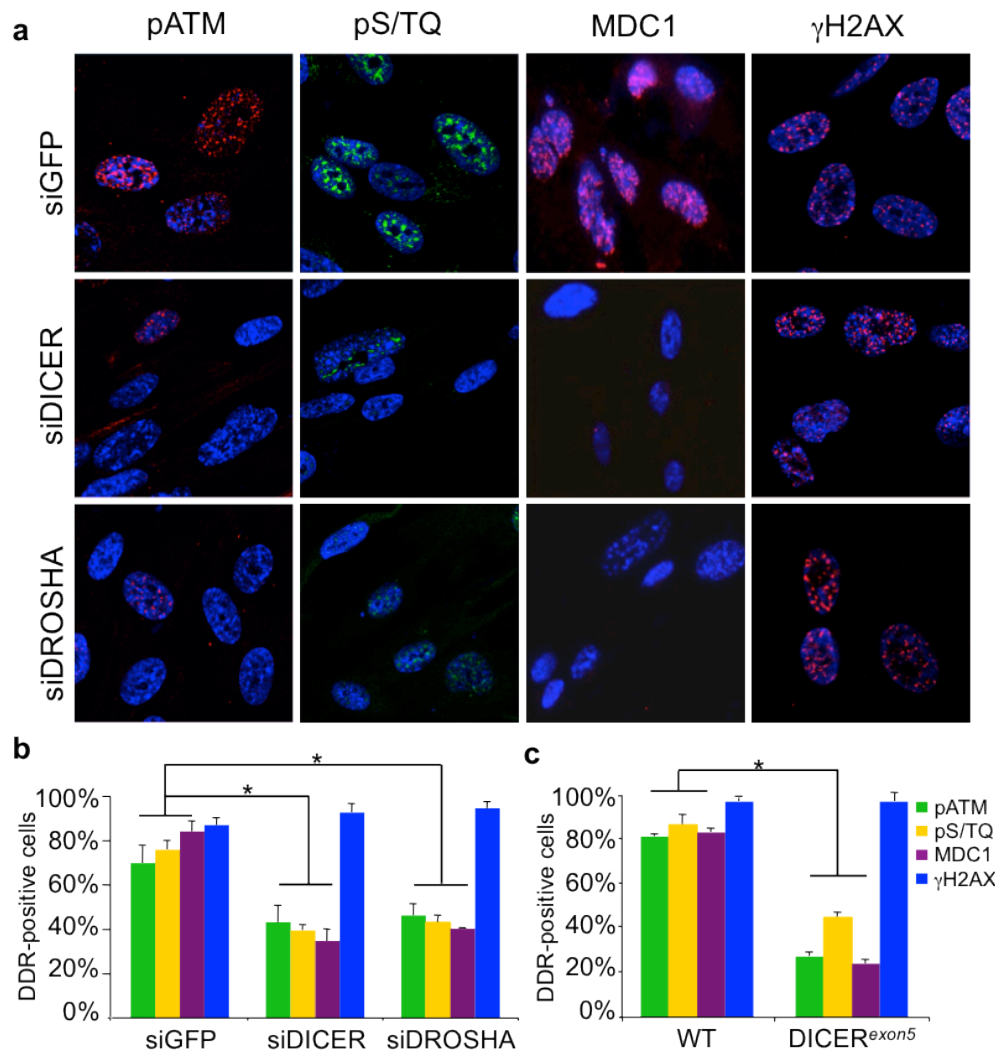 a
pATM pS/TQ MDC1 γH2AX
siGFP
siDICER
siDROSHA
b
DDR-positive cells
100%
80%
60%
40%
20%
0%
*
*
siGFP siDICER siDROSHA
c
DDR-positive cells
100%
80%
60%
40%
20%
0%
*
WT DICERexon5
pATM
pS/TQ
MDC1
γH2AX